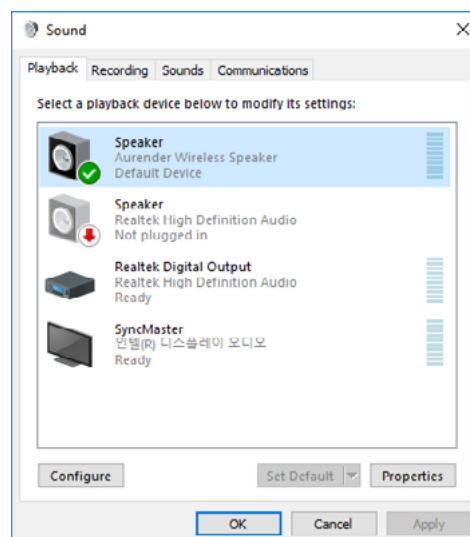 Sound
Playback Recording Sounds Communications
Select a playback device below to modify its settings:
Speaker
Aurender Wireless Speaker
Default Device
Speaker
Realtek High Definition Audio
Not plugged in
Realtek Digital Output
Realtek High Definition Audio
Ready
SyncMaster
인텔(R) 디스플레이 오디오
Ready
Configure Set Default Properties
OK Cancel Apply